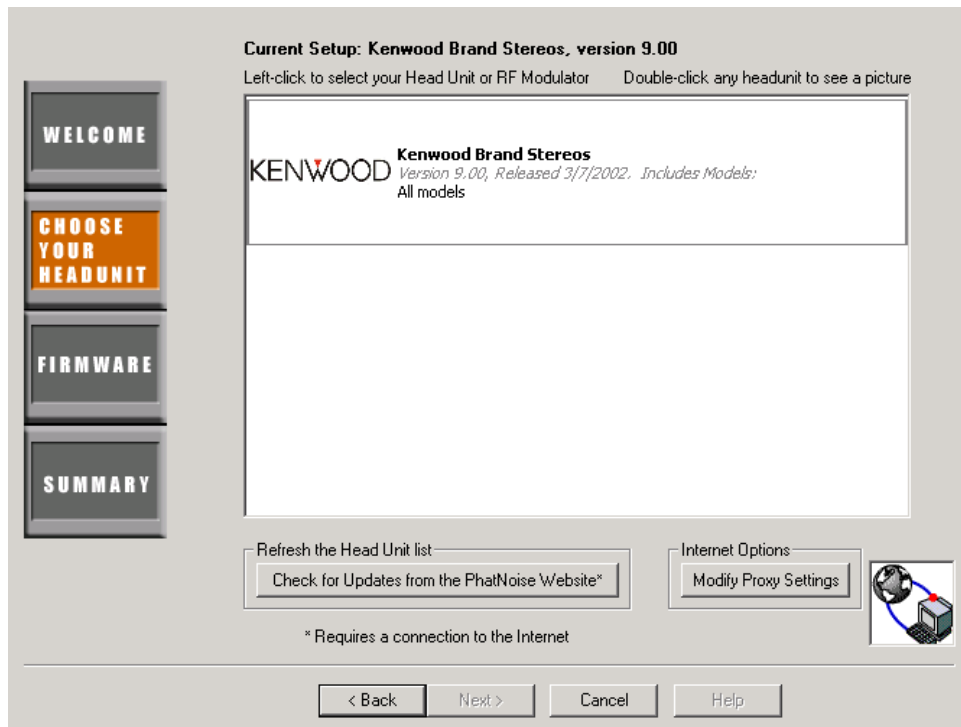 Current Setup: Kenwood Brand Stereos, version 9.00
Left-click to select your Head Unit or RF Modulator Double-click any headunit to see a picture
WELCOME
CHOOSE
YOUR
HEADUNIT
FIRMWARE
SUMMARY
KENWOOD
Kenwood Brand Stereos
Version 9.00, Released 3/7/2002. Includes Models:
All models
Refresh the Head Unit list
Check for Updates from the PhatNoise Website*
* Requires a connection to the Internet
Internet Options
Modify Proxy Settings
< Back
Next >
Cancel
Help